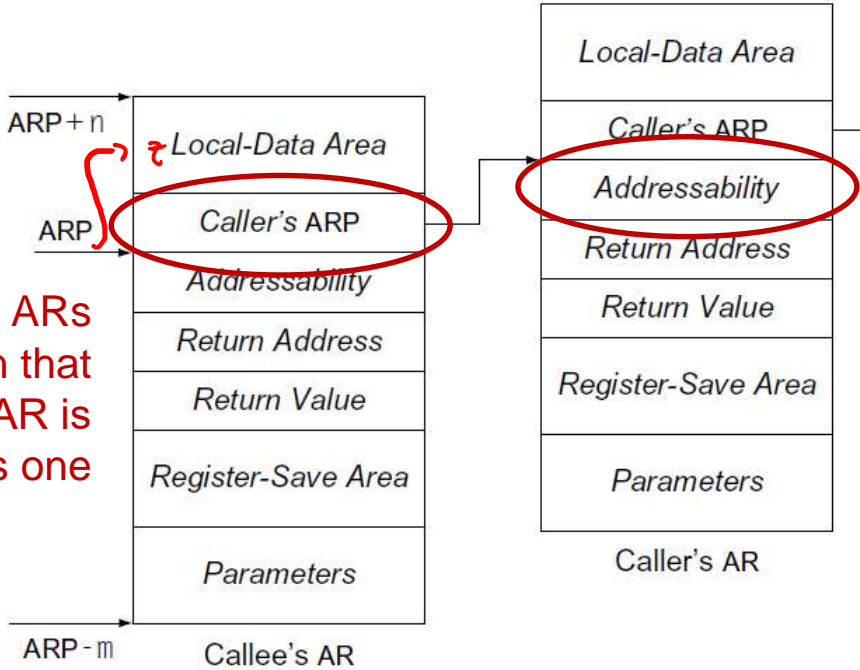 ARP+n
ARP
ARP-m
Local-Data Area
Caller's ARP
Addressability
Return Address
Return Value
Register-Save Area
Parameters
Callee's AR
Local-Data Area
Caller's ARP
Addressability
Return Address
Return Value
Register-Save Area
Parameters
Caller's AR
ARs
that
AR is
one